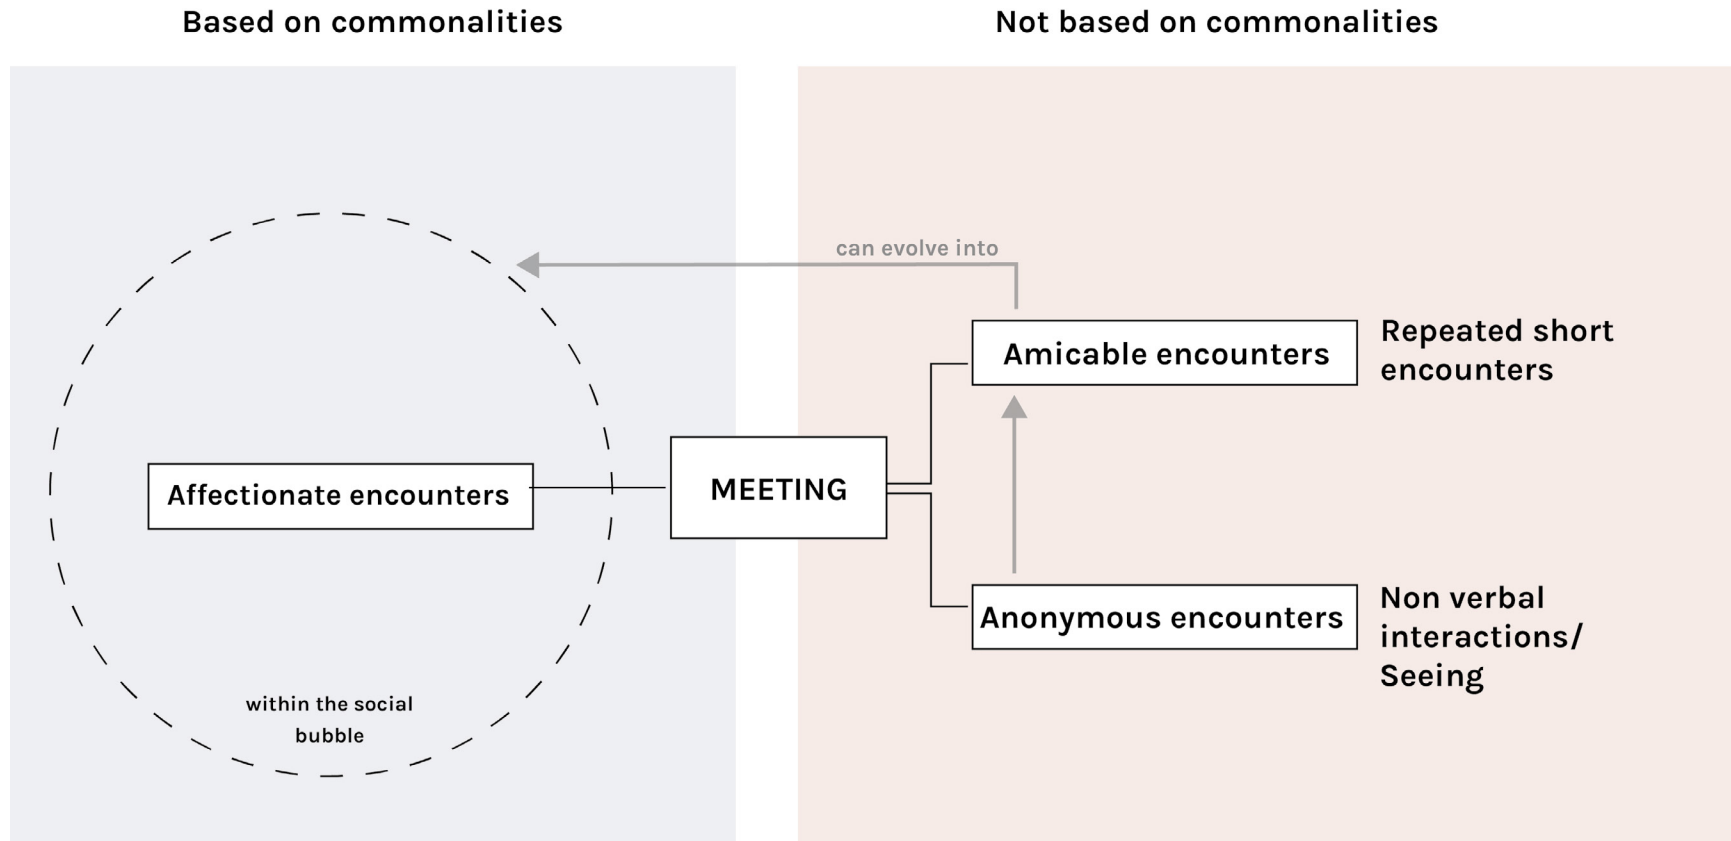 Based on commonalities
Not based on commonalities
can evolve into
Amicable encounters
Repeated short
encounters
Affectionate encounters
MEETING
Anonymous encounters
Non verbal
interactions/
Seeing
within the social
bubble